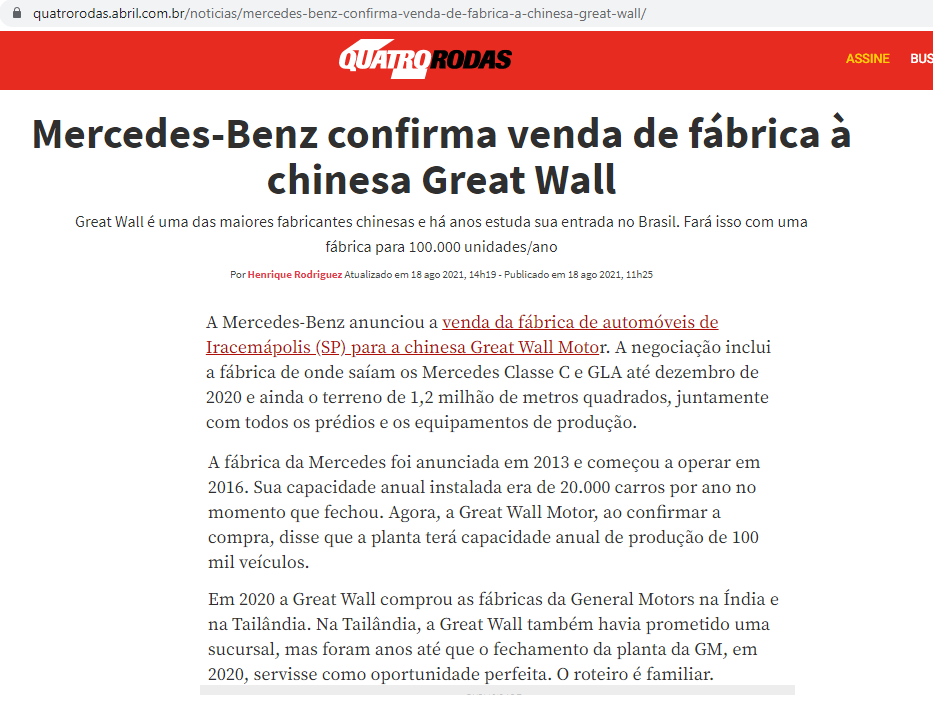 quatrorodas.abril.com.br/noticias/mercedes-benz-confirma-venda-de-fabrica-a-chinesa-great-wall/
QUATRO RODAS
ASSINE
BUS
Mercedes-Benz confirma venda de fábrica à
chinesa Great Wall
Great Wall é uma das maiores fabricantes chinesas e há anos estuda sua entrada no Brasil. Fará isso com uma
fábrica para 100.000 unidades/ano
Por Henrique Rodriguez Atualizado em 18 ago 2021, 14h19 - Publicado em 18 ago 2021, 11h25
A Mercedes-Benz anunciou a venda da fábrica de automóveis de
Iracemápolis (SP) para a chinesa Great Wall Motor. A negociação inclui
a fábrica de onde saíam os Mercedes Classe C e GLA até dezembro de
2020 e ainda o terreno de 1,2 milhão de metros quadrados, juntamente
com todos os prédios e os equipamentos de produção.
A fábrica da Mercedes foi anunciada em 2013 e começou a operar em
2016. Sua capacidade anual instalada era de 20.000 carros por ano no
momento que fechou. Agora, a Great Wall Motor, ao confirmar a
compra, disse que a planta terá capacidade anual de produção de 100
mil veículos.
Em 2020 a Great Wall comprou as fábricas da General Motors na Índia e
na Tailândia. Na Tailândia, a Great Wall também havia prometido uma
sucursal, mas foram anos até que o fechamento da planta da GM, em
2020, servisse como oportunidade perfeita. O roteiro é familiar.